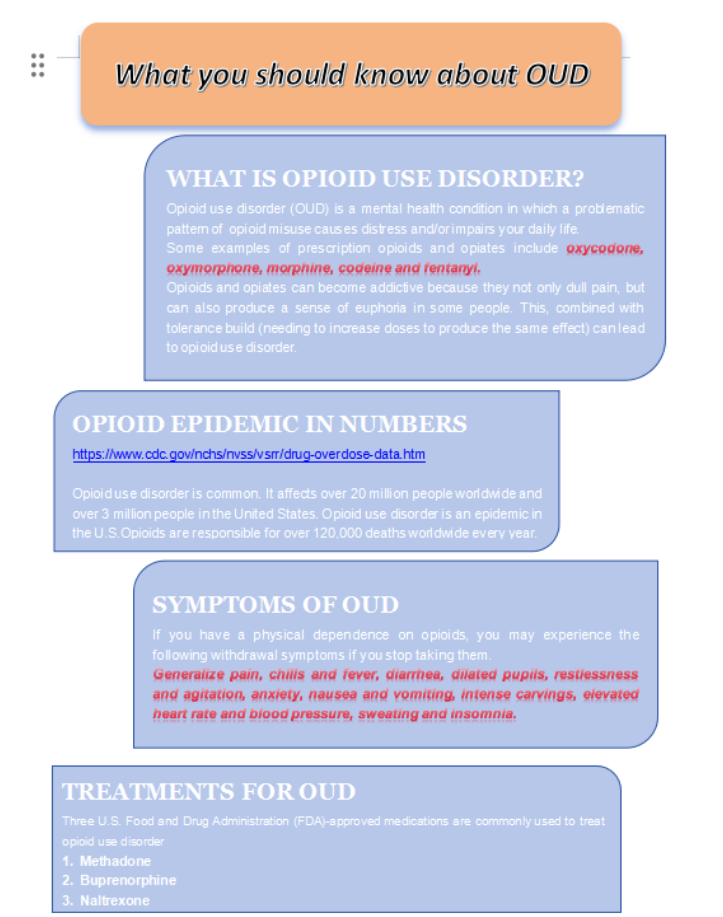 What you should know about OUD
WHAT IS OPIOID USE DISORDER?
Opioid use disorder (OUD) is a mental health condition in which a problematic
pattern of opioid misuse causes distress and/or impairs your daily life.
Some examples of prescription opioids and opiates include oxycodone,
oxymorphone, morphine, codeine and fentanyl.
Opioids and opiates can become addictive because they not only dull pain, but
can also produce a sense of euphoria in some people. This, combined with
tolerance build (needing to increase doses to produce the same effect) can lead
to opioid use disorder.
OPIOID EPIDEMIC IN NUMBERS
https://www.cdc.gov/nchs/nvss/vsrr/drug-overdose-data.htm
Opioid use disorder is common. It affects over 20 million people worldwide and
over 3 million people in the United States. Opioid use disorder is an epidemic in
the U.S.Opioids are responsible for over 120,000 deaths worldwide every year.
SYMPTOMS OF OUD
If you have a physical dependence on opioids, you may experience the
following withdrawal symptoms if you stop taking them.
Generalize pain, chills and fever, diarrhea, dilated pupils, restlessness
and agitation, anxiety, nausea and vomiting, intense carvings, elevated
heart rate and blood pressure, sweating and insomnia.
TREATMENTS FOR OUD
Three U.S. Food and Drug Administration (FDA)-approved medications are commonly used to treat
opioid use disorder
1. Methadone
2. Buprenorphine
3. Naltrexone